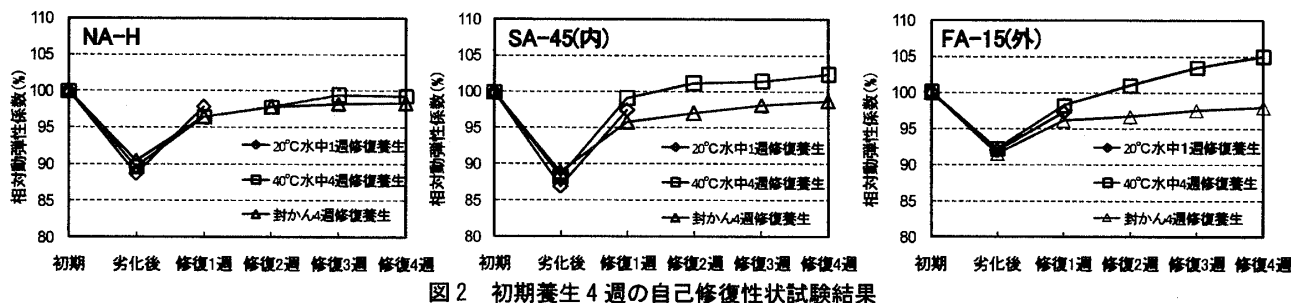 NA-H
相対動弾性係数(%)
110
105
100
95
90
85
80
20℃水中1週修復養生
40℃水中4週修復養生
封かん4週修復養生
初期 劣化後 修復1週 修復2週 修復3週 修復4週
SA-45(内)
相対動弾性係数(%)
110
105
100
95
90
85
80
20℃水中1週修復養生
40℃水中4週修復養生
封かん4週修復養生
初期 劣化後 修復1週 修復2週 修復3週 修復4週
FA-15(外)
相対動弾性係数(%)
110
105
100
95
90
85
80
20℃水中1週修復養生
40℃水中4週修復養生
封かん4週修復養生
初期 劣化後 修復1週 修復2週 修復3週 修復4週
図2 初期養生4週の自己修復性状試験結果